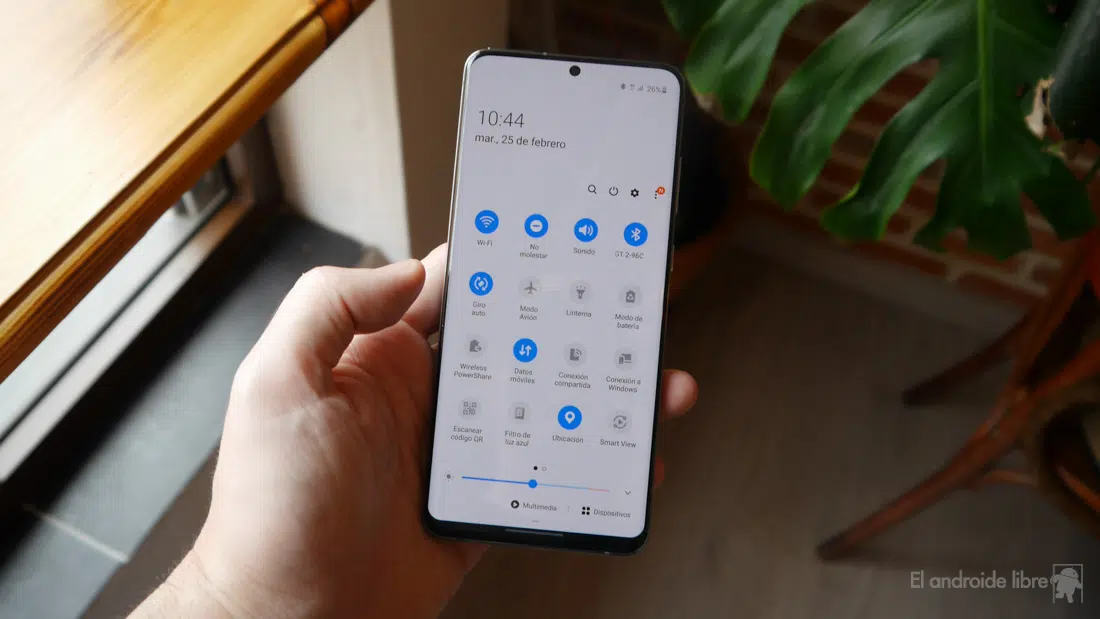 26%
10:44
mar., 25 de febrero
N
Wi-Fi
No
molestar
Sonido
GT 2-96C
Giro
auto
Modo
Avión
Linterna
Modo de
batería
Wireless
PowerShare
Datos
móviles
Conexión
compartida
Conexión a
Windows
Escanear
código QR
Filtro de
luz azul
Ubicación
Smart View
Multimedia
Dispositivos
El androide libre